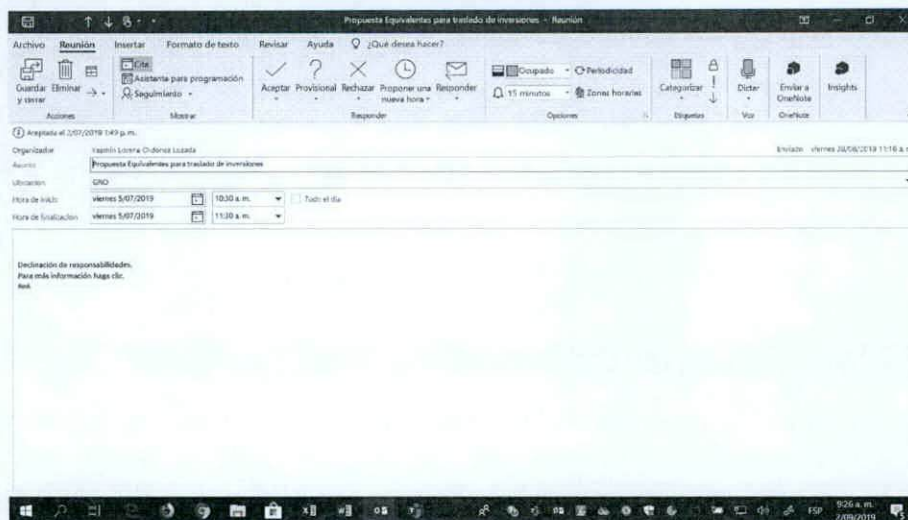 Propuesta Equivalentes para traslado de inversiones - Reunión
Archivo Reunión Insertar Formato de texto Revisar Ayuda ¿Qué desea hacer?
Guardar y cerrar
Eliminar
Cita
Asistente para programación
Seguimiento
Aceptar Provisional Rechazar Proponer una nueva hora Responder
Ocupado
15 minutos
Periodicidad
Zonas horarias
Categorizar
Dictar
Enviar a OneNote
Insights
Acciones Mostrar Responder Opciones Etiquetas Voz OneNote
Aceptada el 2/07/2019 1:49 p. m.
Organizador
Enviado viernes 28/06/2019 11:16 a. m.
Asunto Propuesta Equivalentes para traslado de inversiones
Ubicación
Hora de inicio viernes 5/07/2019 10:30 a. m. Todo el día
Hora de finalización viernes 5/07/2019 11:30 a. m.
Declinación de responsabilidades.
Para más información haga clic.
ESP
9:26 a. m.
2/09/2019